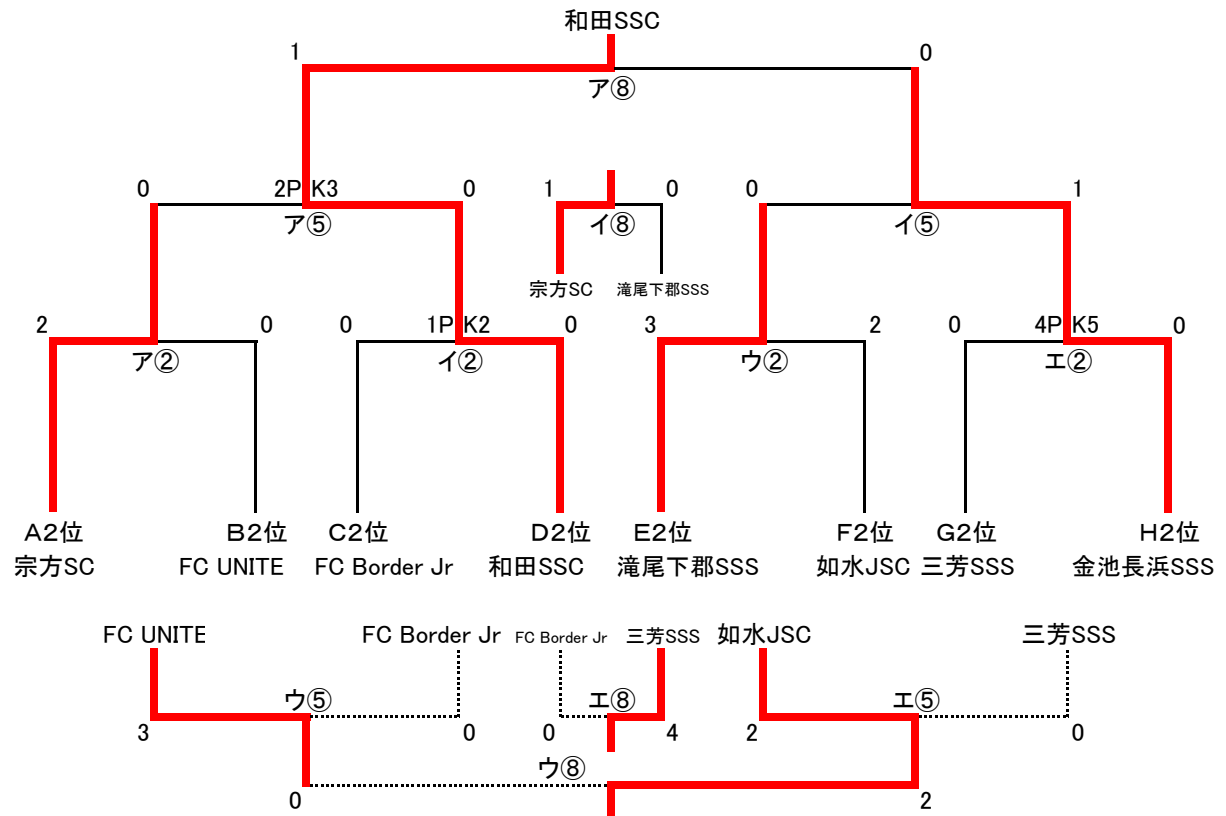 和田SSC
1 0
ア⑧
0 2P K3 0 1 0 0 1
ア⑤ イ⑧ イ⑤
宗方SC 滝尾下郡SSS
2 0 0 1P K2 0 3 2 0 4P K5 0
ア② イ② ウ② エ②
A2位 B2位 C2位 D2位 E2位 F2位 G2位 H2位
宗方SC FC UNITE FC Border Jr 和田SSC 滝尾下郡SSS 如水JSC 三芳SSS 金池長浜SSS
FC UNITE FC Border Jr FC Border Jr 三芳SSS 如水JSC 三芳SSS
ウ⑤ エ⑧ エ⑤
3 0 0 4 2 0
ウ⑧
0 2